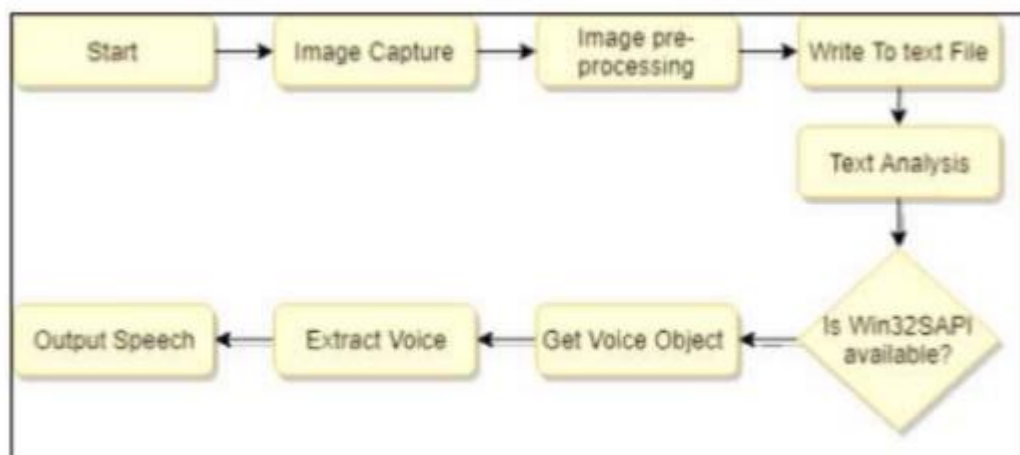 Start
Image Capture
Image pre-
processing
Write To text File
Text Analysis
Is Win32SAPI
available?
Get Voice Object
Extract Voice
Output Speech